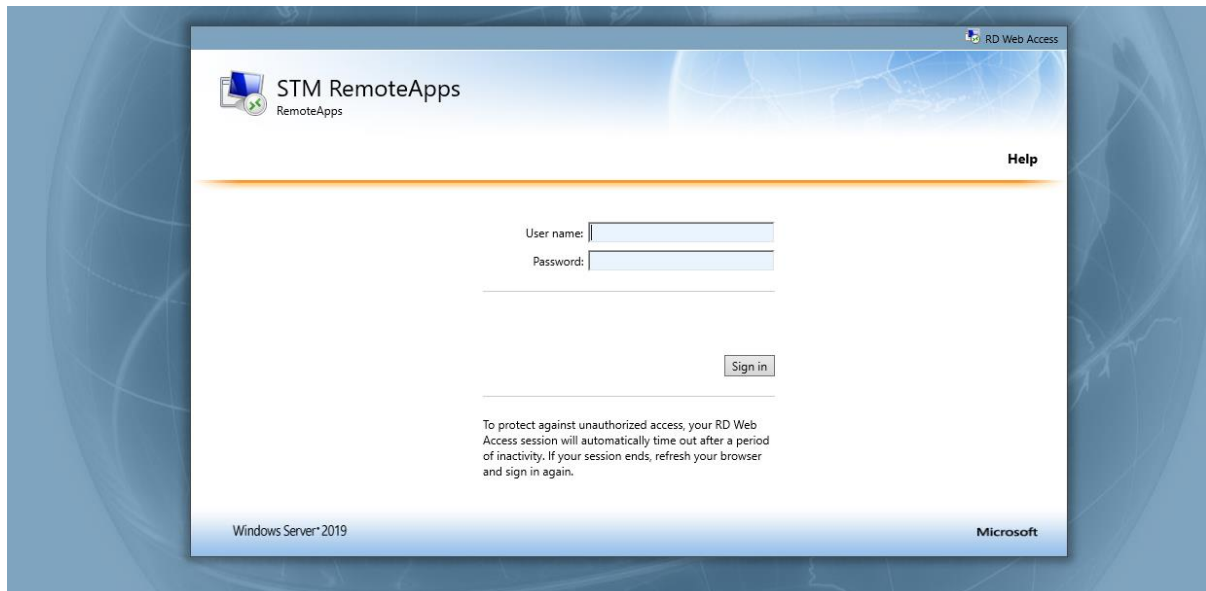 RD Web Access
STM RemoteApps
RemoteApps
Help
User name:
Password:
Sign in
To protect against unauthorized access, your RD Web
Access session will automatically time out after a period
of inactivity. If your session ends, refresh your browser
and sign in again.
Windows Server® 2019
Microsoft